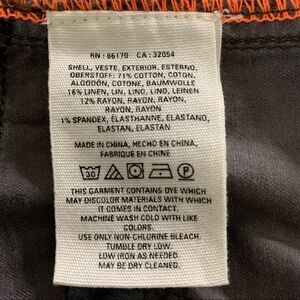 RN : 66170 CA : 32054
SHELL, VESTE, EXTERIOR, ESTERNO,
OBERSTOFF: 71% COTTON, COTON,
ALGODÓN, COTONE, BAUMWOLLE
16% LINEN, LIN, LINO, LINO, LEINEN
12% RAYON, RAYON, RAYON,
RAYON, RAYON
1% SPANDEX, ÉLASTHANNE, ELASTANO,
ELASTAN, ELASTAN
MADE IN CHINA, HECHO EN CHINA,
FABRIQUE EN CHINE
30 P
THIS GARMENT CONTAINS DYE WHICH
MAY DISCOLOR MATERIALS WITH WHICH
IT COMES IN CONTACT.
MACHINE WASH COLD WITH LIKE
COLORS.
USE ONLY NON-CHLORINE BLEACH.
TUMBLE DRY LOW.
LOW IRON AS NEEDED.
MAY BE DRY CLEANED.